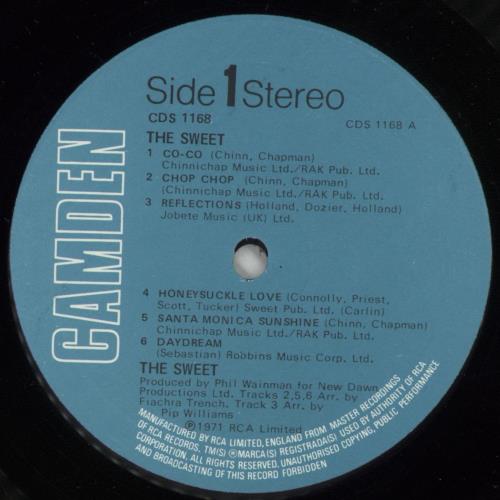 Side 1 Stereo
CDS 1168
CDS 1168 A
THE SWEET
1 CO-CO (Chinn, Chapman)
Chinnichap Music Ltd./RAK Pub. Ltd.
2 CHOP CHOP (Chinn, Chapman)
(Chinnichap Music Ltd./RAK Pub. Ltd.
3 REFLECTIONS (Holland, Dozier, Holland)
Jobete Music (UK) Ltd.
CAMDEN
4 HONEYSUCKLE LOVE (Connolly, Priest,
Scott, Tucker) Sweet Pub. Ltd. (Carlin)
5 SANTA MONICA SUNSHINE (Chinn, Chapman)
Chinnichap Music Ltd./RAK Pub. Ltd.
6 DAYDREAM
(Sebastian) Robbins Music Corp. Ltd.
THE SWEET
Produced by Phil Wainman for New Dawn
Productions Ltd. Tracks 2,5,6 Arr. by
Fiachra Trench, Track 3 Arr. by
Pip Williams
℗1971 RCA Limited
MANUFACTURED BY RCA LIMITED, ENGLAND FROM MASTER RECORDINGS
OF RCA RECORDS, TM(S) ® MARCA(S) REGISTRADA(S) USED BY AUTHORITY OF RCA
CORPORATION. ALL RIGHTS RESERVED. UNAUTHORISED COPYING, PUBLIC PERFORMANCE
AND BROADCASTING OF THIS RECORD FORBIDDEN